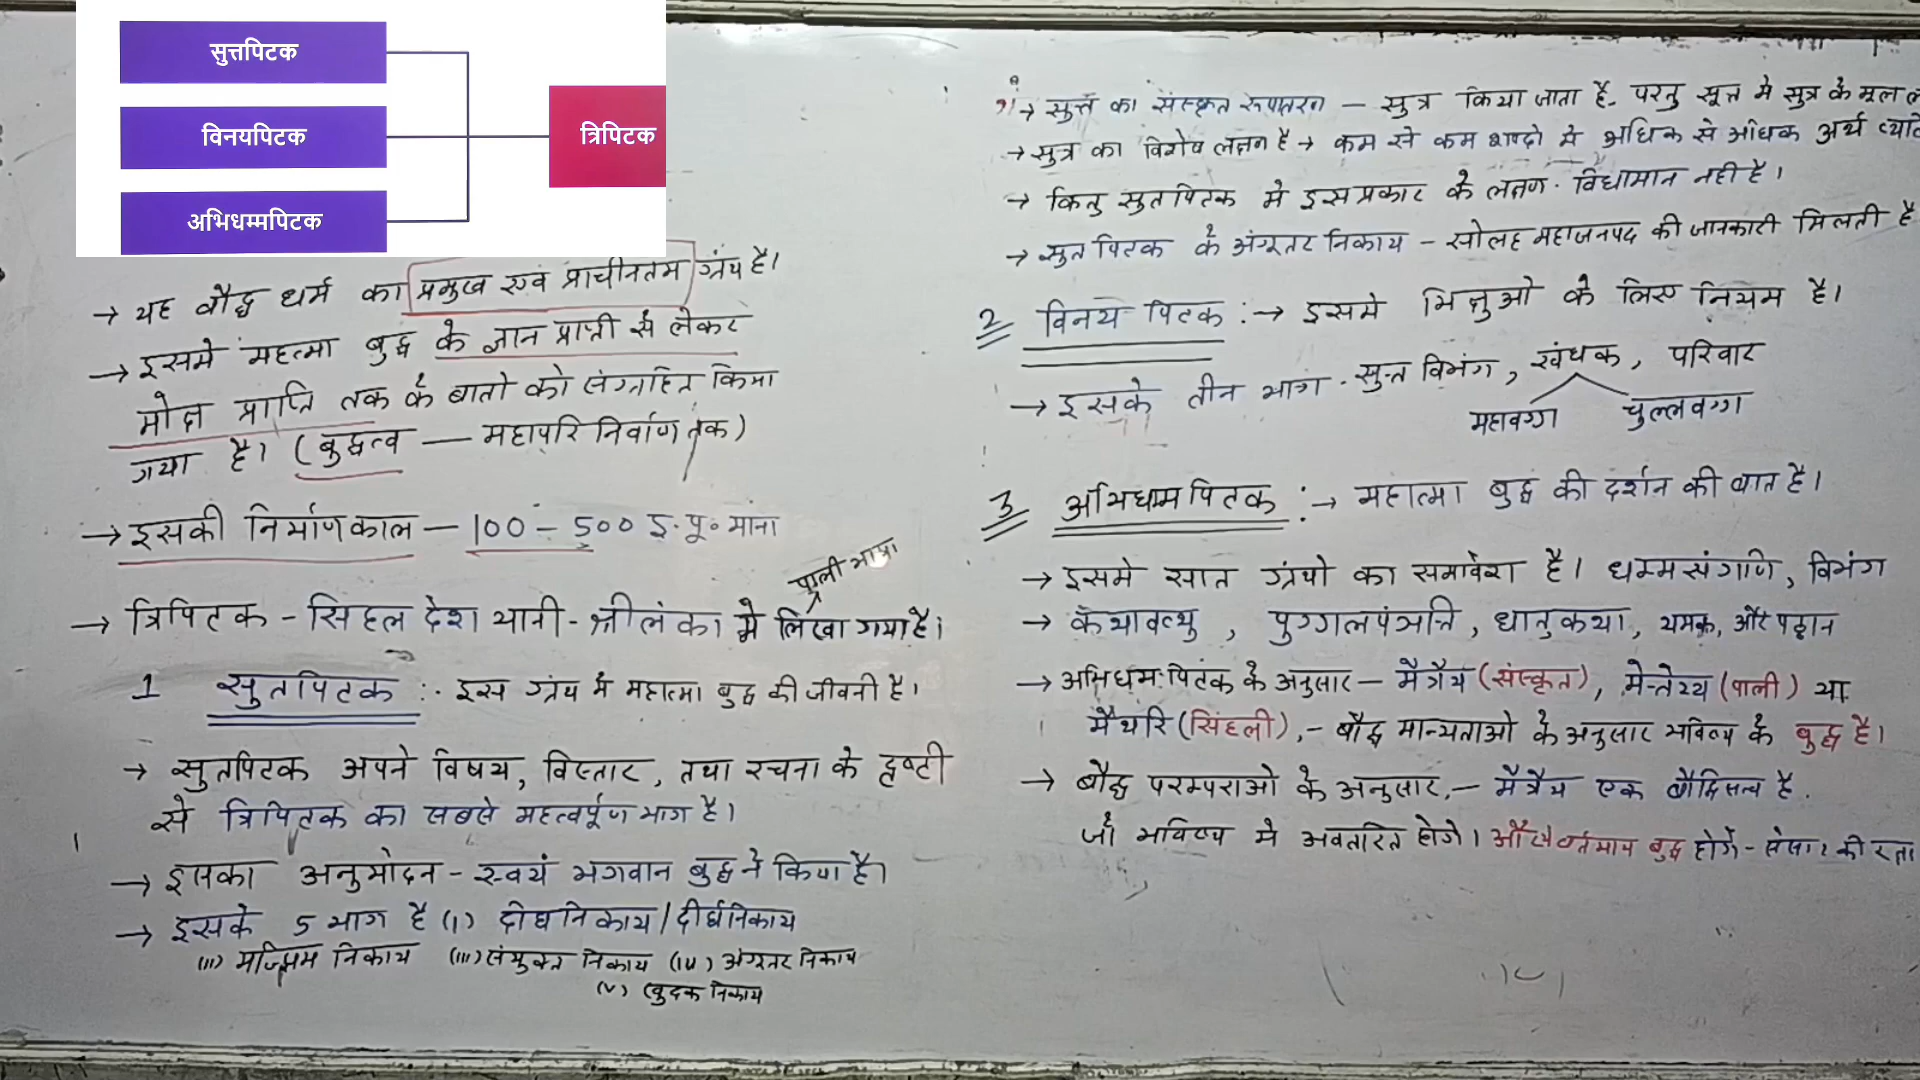 सुत्तपिटक
विनयपिटक
अभिधम्मपिटक
त्रिपिटक
→ यह बौद्ध धर्म का प्रमुख एवं प्राचीनतम ग्रंथ है।
→ इसमे महत्मा बुद्ध के ज्ञान प्राप्ती से लेकर
मोक्ष प्राप्ति तक के बातो को संग्रहित किया
गया है। (बुद्धत्व — महापरिनिर्वाण तक)
→ इसकी निर्माणकाल — 100 - 500 ई.पू. माना
पाली भाषा
→ त्रिपिटक - सिंहल देश यानी - श्रीलंका मे लिखा गया है।
1 सुतपिटक :- इस ग्रंथ में महात्मा बुद्ध की जीवनी है।
→ सुतपिटक अपने विषय, विस्तार, तथा रचना के दृष्टी
से त्रिपिटक का सबसे महत्वपूर्ण भाग है।
→ इसका अनुमोदन - स्वयं भगवान बुद्ध ने किया है।
→ इसके 5 भाग है (i) दीघनिकाय / दीर्घनिकाय
(ii) मज्झिम निकाय (iii) संयुक्त निकाय (iv) अंगुत्तर निकाय
(v) खुदक निकाय
→ सुत्त का संस्कृत रूपांतरण — सुत्र किया जाता है. परन्तु सूत मे सुत्र के मूल
→ सुत्र का विशेष लक्षण है → कम से कम शब्दो मे अधिक से अधिक अर्थ
→ किन्तु सुतपिटक मे इस प्रकार के लक्षण विद्यामान नही है।
→ सुत पिटक के अंगूतर निकाय - सोलह महाजनपद की जानकारी मिलती है
2 विनय पिटक :→ इसमे भिक्षुओ के लिए नियम है।
→ इसके तीन भाग - सुत्त विभंग, खंधक, परिवार
महावग्ग चुल्लवग्ग
3 अभिधम्मपिटक :→ महात्मा बुद्ध की दर्शन की बात है।
→ इसमे सात ग्रंथो का समावेश है। धम्मसंगणि, विभंग
→ कथावत्थु, पुग्गलपंञति, धातुकथा, यमक, और पट्ठान
→ अभिधम्मपिटक के अनुसार — मैत्रैय (संस्कृत), मेत्तेय्य (पाली) या
मैथरि (सिंहली), - बौद्ध मान्यताओ के अनुसार भविष्य के बुद्ध है।
→ बौद्ध परम्पराओ के अनुसार, — मैत्रैय एक बौधिसत्व है.
जो भविष्य मे अवतरित होगे। बुद्ध होगें - संसार की रक्षा